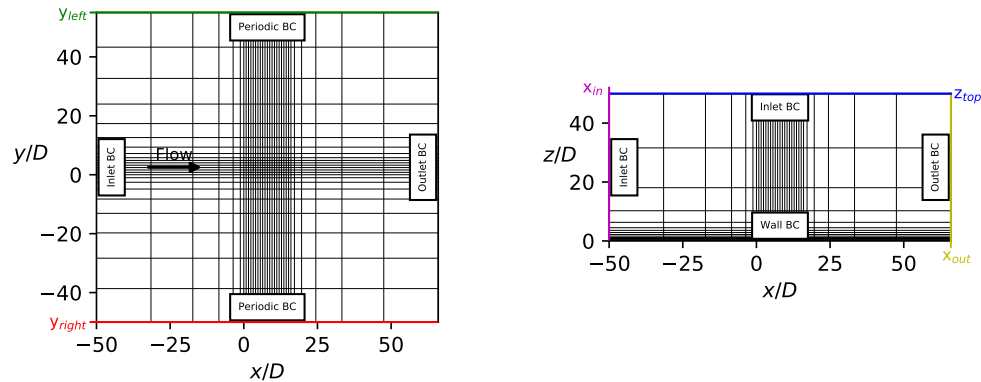 y_left
Periodic BC
40
20
0
−20
−40
y/D
Flow
Inlet BC
Outlet BC
Periodic BC
y_right
−50
−25
0
25
50
x/D
x_in
Inlet BC
z_top
40
20
0
z/D
Inlet BC
Outlet BC
Wall BC
x_out
−50
−25
0
25
50
x/D